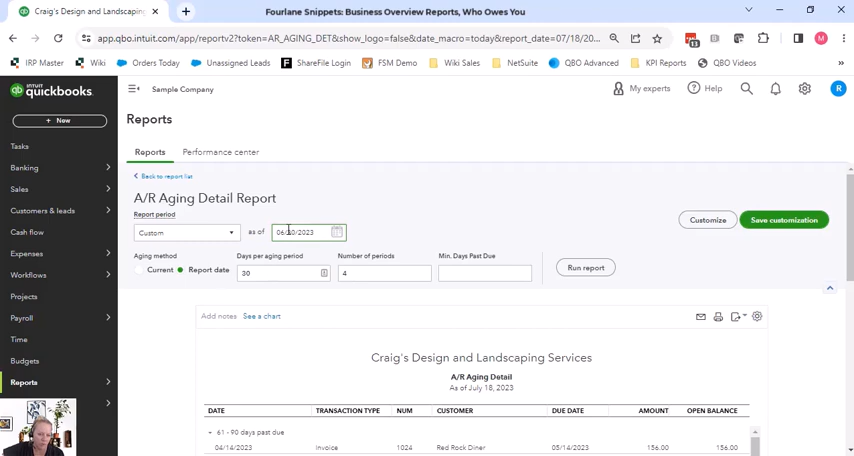 Craig's Design and Landscaping
Fourlane Snippets: Business Overview Reports, Who Owes You
app.qbo.intuit.com/app/reportv2?token=AR_AGING_DET&show_logo=false&date_macro=today&report_date=07/18/20...
13
M
IRP Master
Wiki
Orders Today
Unassigned Leads
ShareFile Login
FSM Demo
Wiki Sales
NetSuite
QBO Advanced
KPI Reports
QBO Videos
»
qb
INTUIT
quickbooks.
Sample Company
My experts
Help
R
+ New
Reports
Tasks
Banking
Sales
Customers & leads
Cash flow
Expenses
Workflows
Projects
Payroll
Time
Budgets
Reports
Reports
Performance center
Back to report list
A/R Aging Detail Report
Report period
Custom
as of
06/30/2023
Customize
Save customization
Aging method
Current
Report date
Days per aging period
30
Number of periods
4
Min. Days Past Due
Run report
Add notes
See a chart
Craig's Design and Landscaping Services
A/R Aging Detail
As of July 18, 2023
DATE TRANSACTION TYPE NUM CUSTOMER DUE DATE AMOUNT OPEN BALANCE
61 - 90 days past due
04/14/2023 Invoice 1024 Red Rock Diner 05/14/2023 156.00 156.00